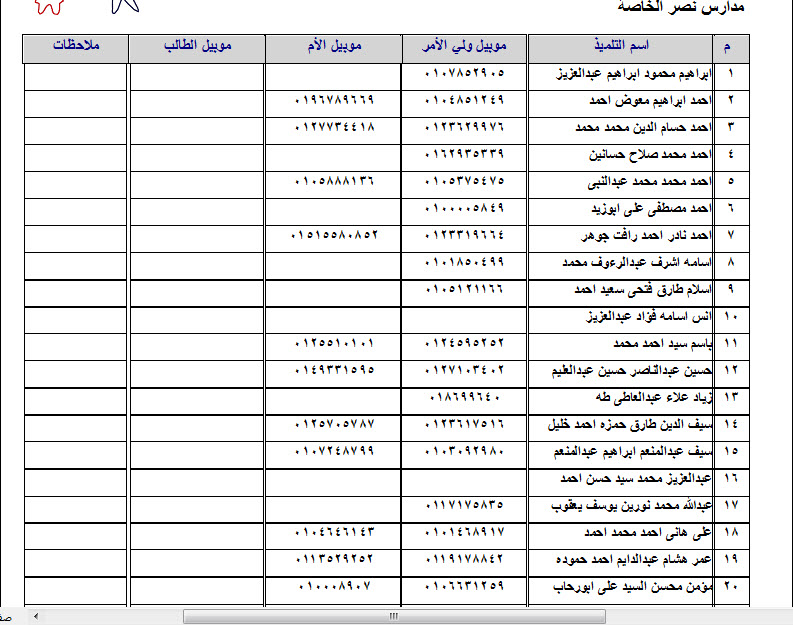 مدارس نصر الخاصة
م اسم التلميذ موبيل ولي الأمر موبيل الأم موبيل الطالب ملاحظات
١ ابراهيم محمود ابراهيم عبدالعزيز ٠١٠٧٨٥٢٩٠٥
٢ احمد ابراهيم معوض احمد ٠١٠٤٨٥١٢٤٩ ٠١٩٦٧٨٩٦٦٩
٣ احمد حسام الدين محمد محمد ٠١٢٣٦٢٩٩٧٦ ٠١٢٧٧٣٤٤١٨
٤ احمد محمد صلاح حسانين ٠١٦٢٩٣٥٣٣٩
٥ احمد محمد محمد عبدالنبى ٠١٠٥٣٧٥٤٧٥ ٠١٠٥٨٨٨١٣٦
٦ احمد مصطفى على ابوزيد ٠١٠٠٠٠٥٨٤٩
٧ احمد نادر احمد رافت جوهر ٠١٢٣٣١٩٦٦٤ ٠١٥١٥٥٨٠٨٥٢
٨ اسامه اشرف عبدالرءوف محمد ٠١٠١٨٥٠٤٩٩
٩ اسلام طارق فتحى سعيد احمد ٠١٠٥١٢١١٦٦
١٠ انس اسامه فؤاد عبدالعزيز
١١ باسم سيد احمد محمد ٠١٢٤٥٩٥٢٥٢ ٠١٢٥٥١٠١٠١
١٢ حسين عبدالناصر حسين عبدالعليم ٠١٢٧١٠٣٤٠٢ ٠١٤٩٣٣١٥٩٥
١٣ زياد علاء عبدالعاطى طه ٠١٨٦٩٩٦٤٠
١٤ سيف الدين طارق حمزه احمد خليل ٠١٢٣٦١٧٥١٦ ٠١٢٥٧٠٥٧٨٧
١٥ سيف عبدالمنعم ابراهيم عبدالمنعم ٠١٠٣٠٩٢٩٨٠ ٠١٠٧٢٤٨٧٩٩
١٦ عبدالعزيز محمد سيد حسن احمد
١٧ عبدالله محمد نورين يوسف يعقوب ٠١١٧١٧٥٨٣٥
١٨ على هانى احمد محمد احمد ٠١٠١٤٦٨٩١٧ ٠١٠٤٦٤٦١٤٣
١٩ عمر هشام عبدالدايم احمد حموده ٠١١٩١٧٨٨٤٢ ٠١١٣٥٢٩٢٥٢
٢٠ مؤمن محسن السيد على ابورحاب ٠١٠٦٦٣١٢٥٩ ٠١٠٠٠٨٩٠٧